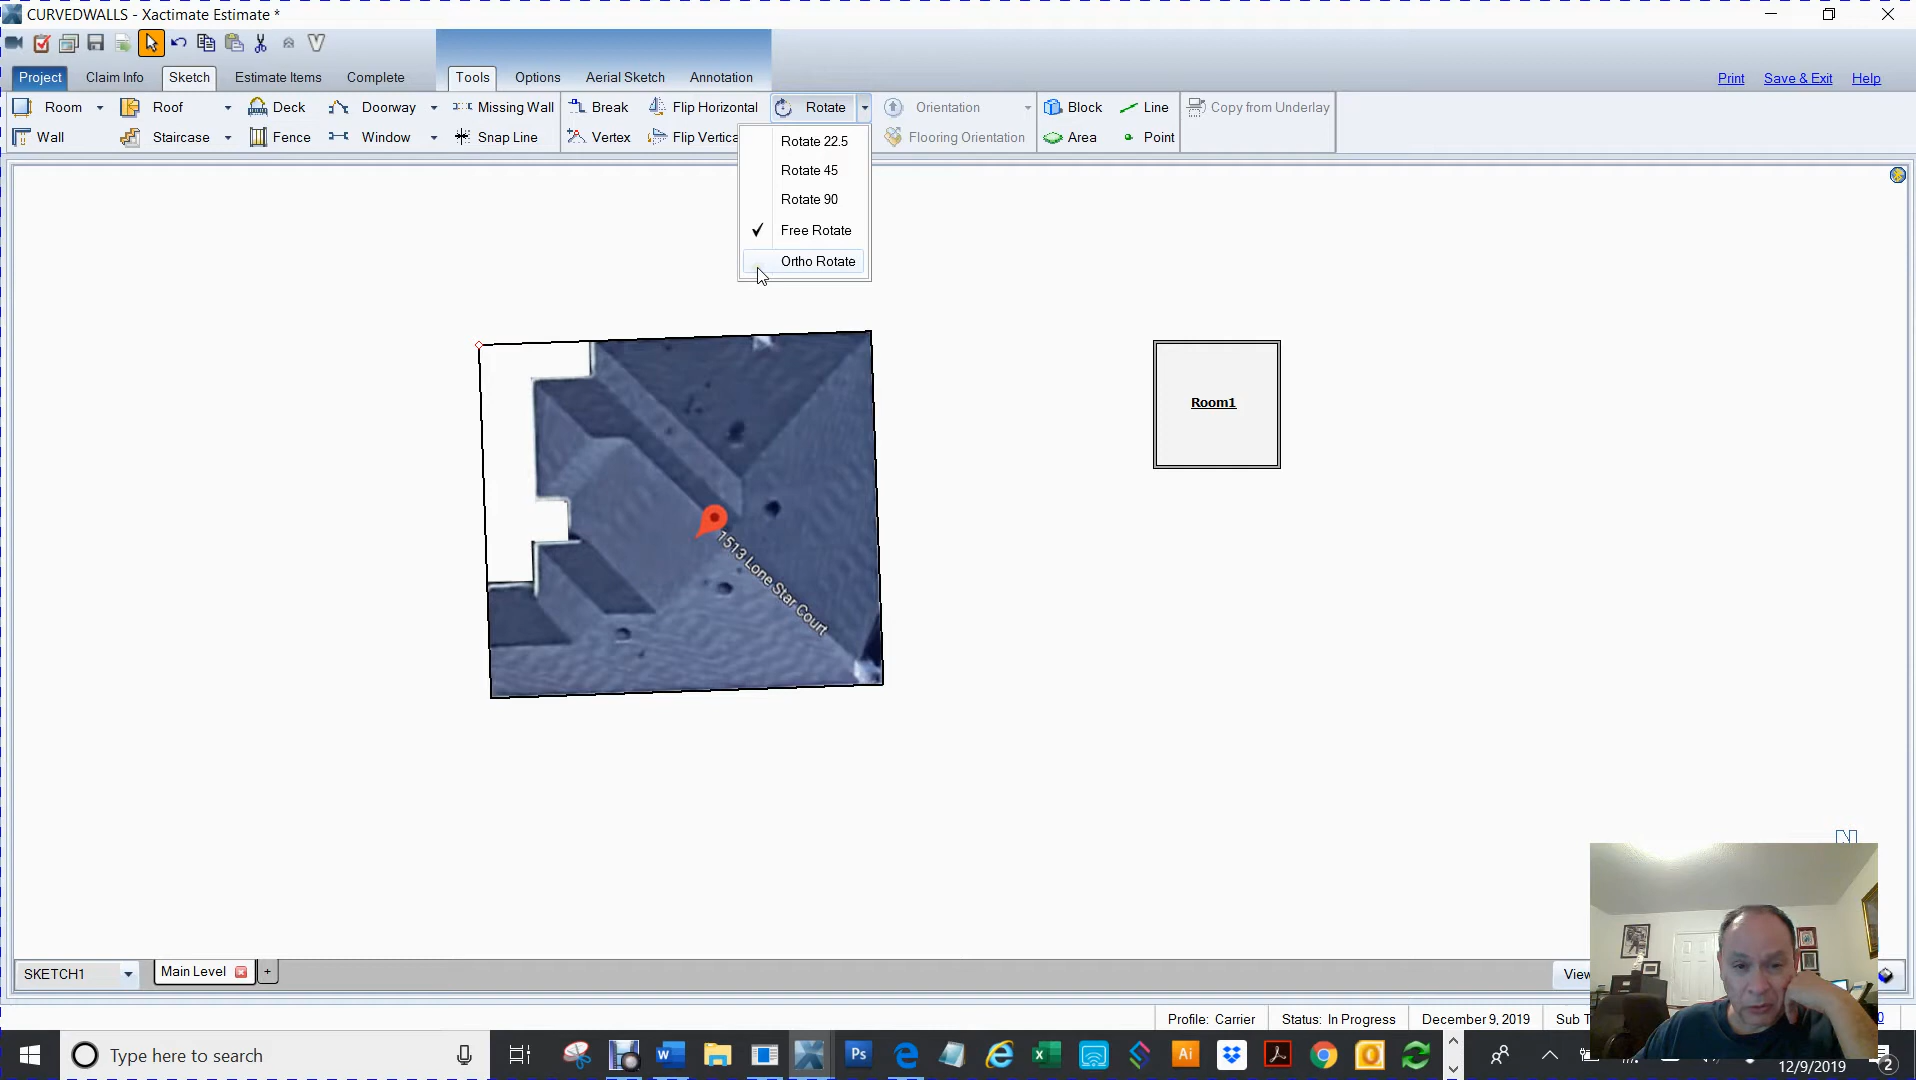 CURVEDWALLS - Xactimate Estimate *
Project Claim Info Sketch Estimate Items Complete Tools Options Aerial Sketch Annotation Print Save & Exit Help
Room Roof Deck Doorway Missing Wall Break Flip Horizontal Rotate Orientation Block Line Copy from Underlay
Wall Staircase Fence Window Snap Line Vertex Flip Vertica Flooring Orientation Area Point
Rotate 22.5
Rotate 45
Rotate 90
Free Rotate
Ortho Rotate
Room1
1513 Lone Star Court
N
SKETCH1 Main Level + View
Profile: Carrier Status: In Progress December 9, 2019 Sub T
Type here to search
12/9/2019 2